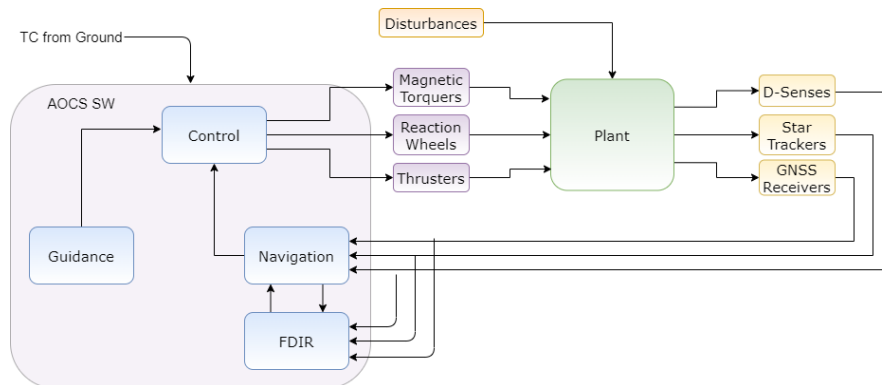 Disturbances
TC from Ground
AOCS SW
Magnetic
Torquers
D-Senses
Control
Reaction
Wheels
Plant
Star
Trackers
Thrusters
GNSS
Receivers
Guidance
Navigation
FDIR